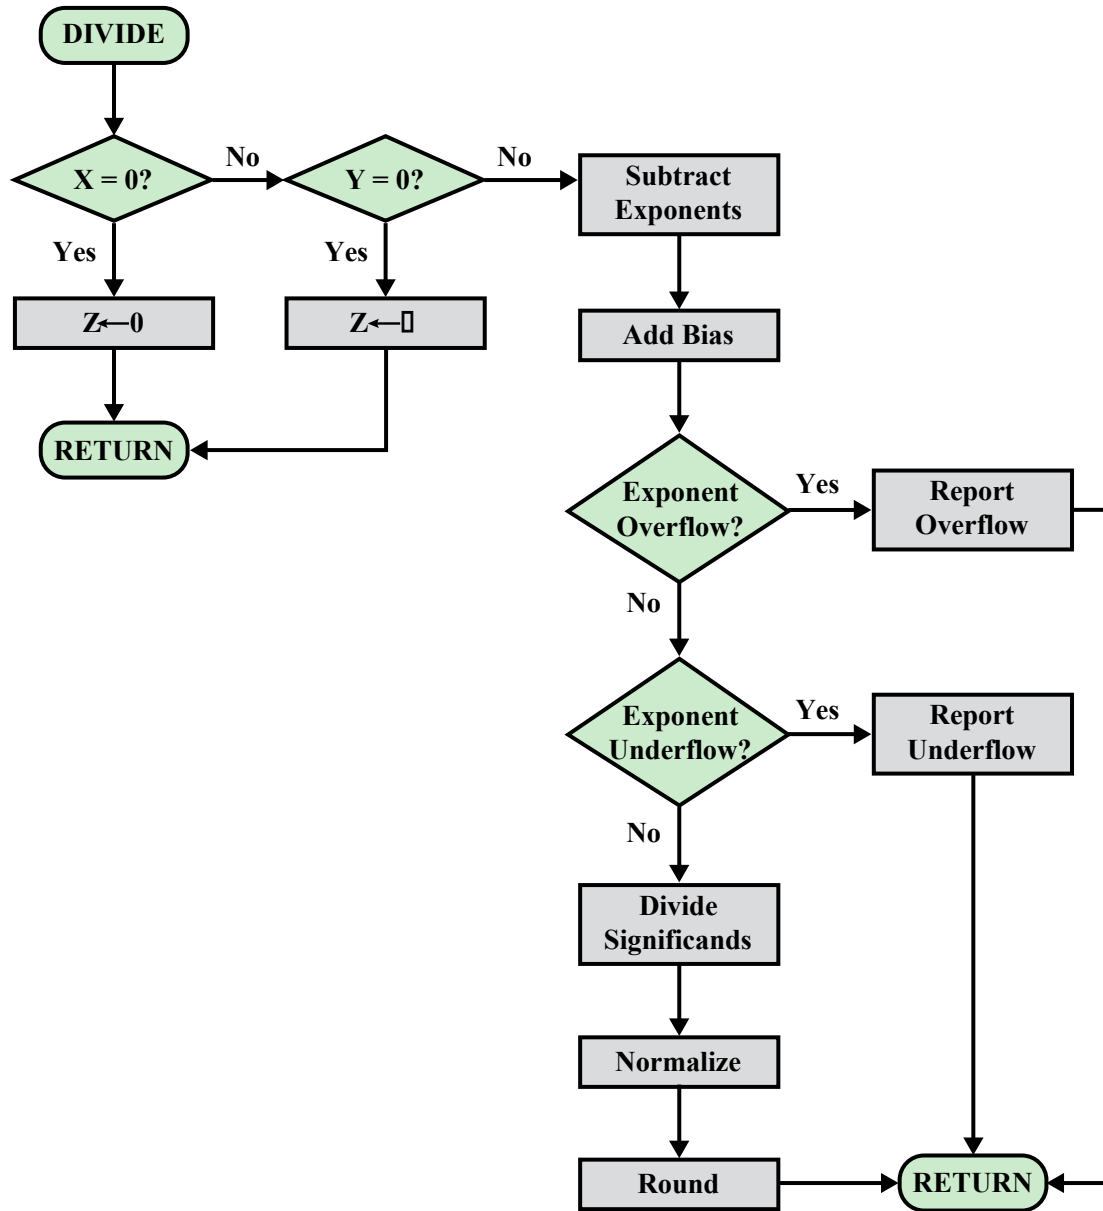 DIVIDE
X = 0?
No
Y = 0?
No
Subtract
Exponents
Yes
Yes
Z←0
Z←▯
Add Bias
RETURN
Exponent
Overflow?
Yes
Report
Overflow
No
Exponent
Underflow?
Yes
Report
Underflow
No
Divide
Significands
Normalize
Round
RETURN